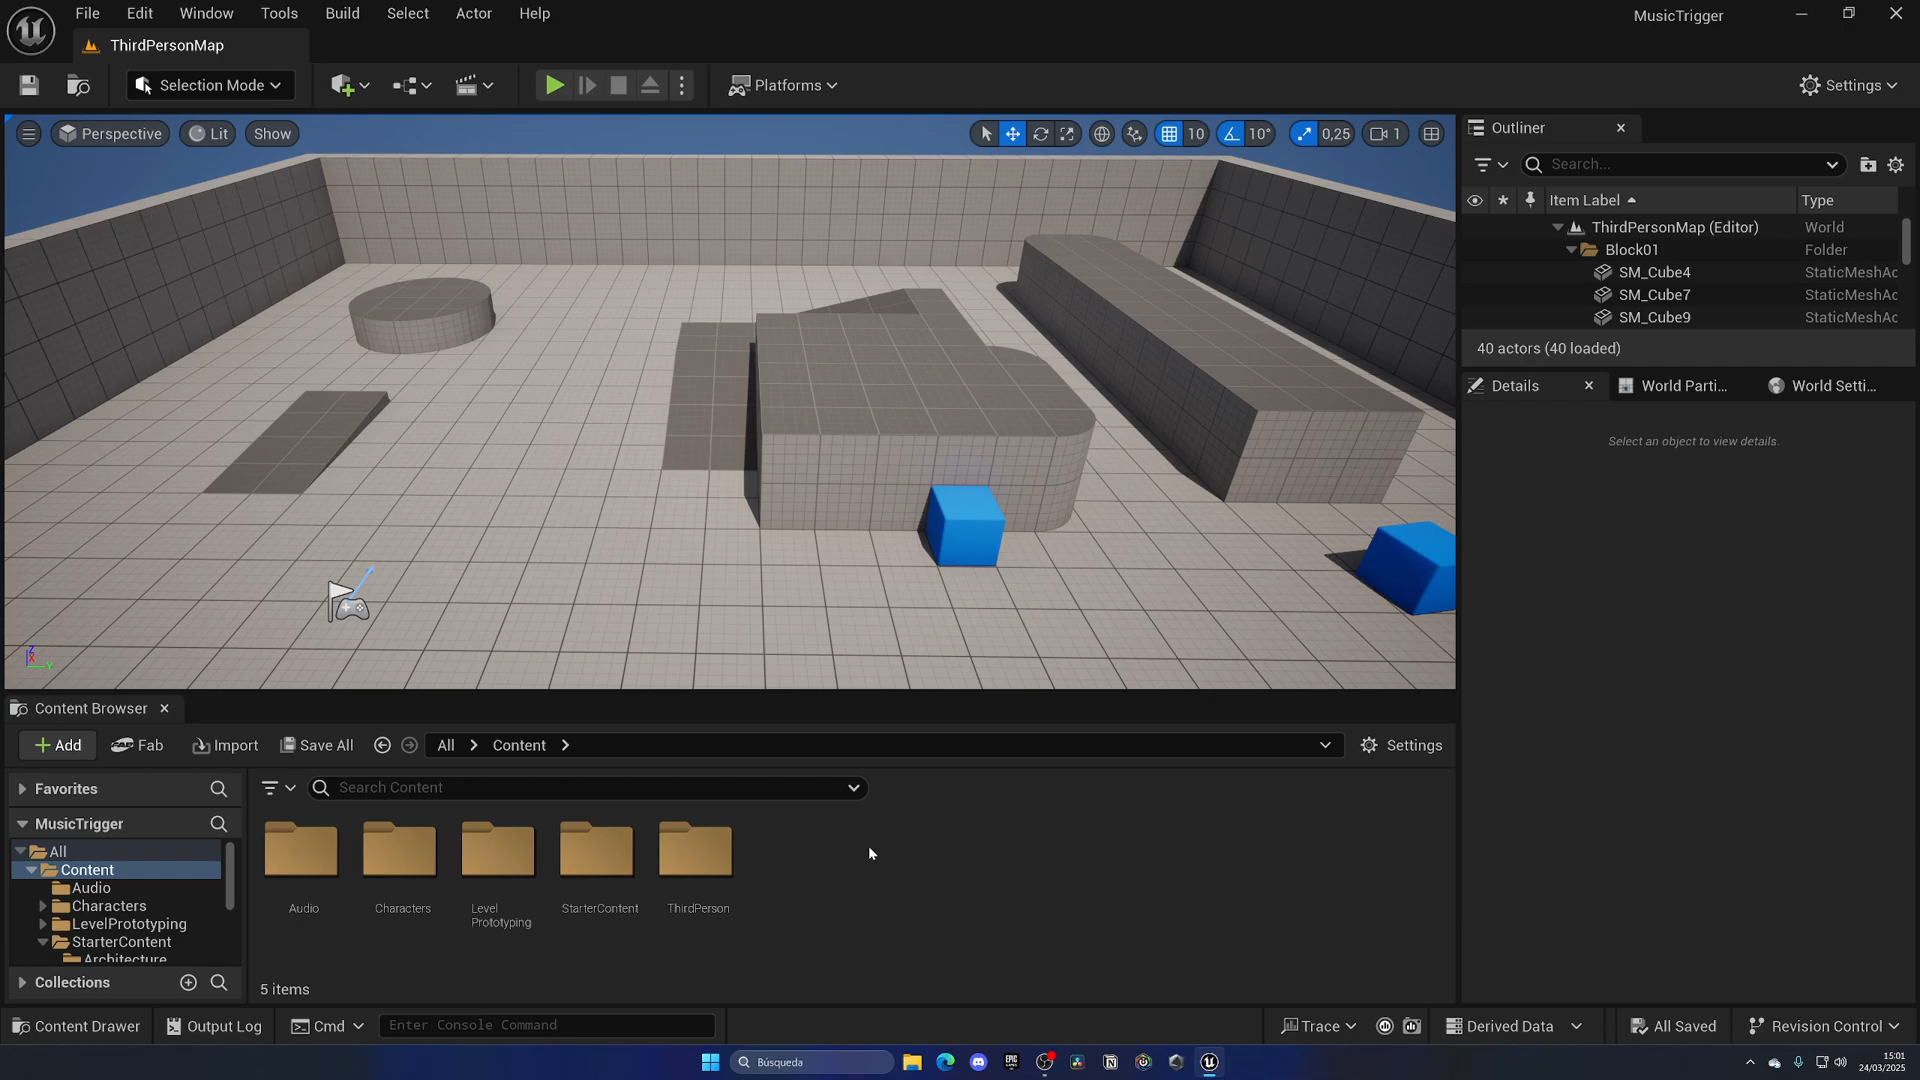 File Edit Window Tools Build Select Actor Help
MusicTrigger
ThirdPersonMap
Selection Mode
Platforms
Settings
Perspective Lit Show
10 10° 0,25 1
Outliner
Search...
Item Label Type
ThirdPersonMap (Editor) World
Block01 Folder
SM_Cube4 StaticMeshAc
SM_Cube7 StaticMeshAc
SM_Cube9 StaticMeshAc
40 actors (40 loaded)
Details World Parti... World Setti...
Select an object to view details.
Z
X
Y
Content Browser
Add Fab Import Save All All Content Settings
Favorites
Search Content
MusicTrigger
All
Content
Audio
Characters
LevelPrototyping
StarterContent
Architecture
Collections
Audio Characters Level Prototyping StarterContent ThirdPerson
5 items
Content Drawer Output Log Cmd Enter Console Command Trace Derived Data All Saved Revision Control
Búsqueda
EPIC GAMES
15:01
24/03/2025